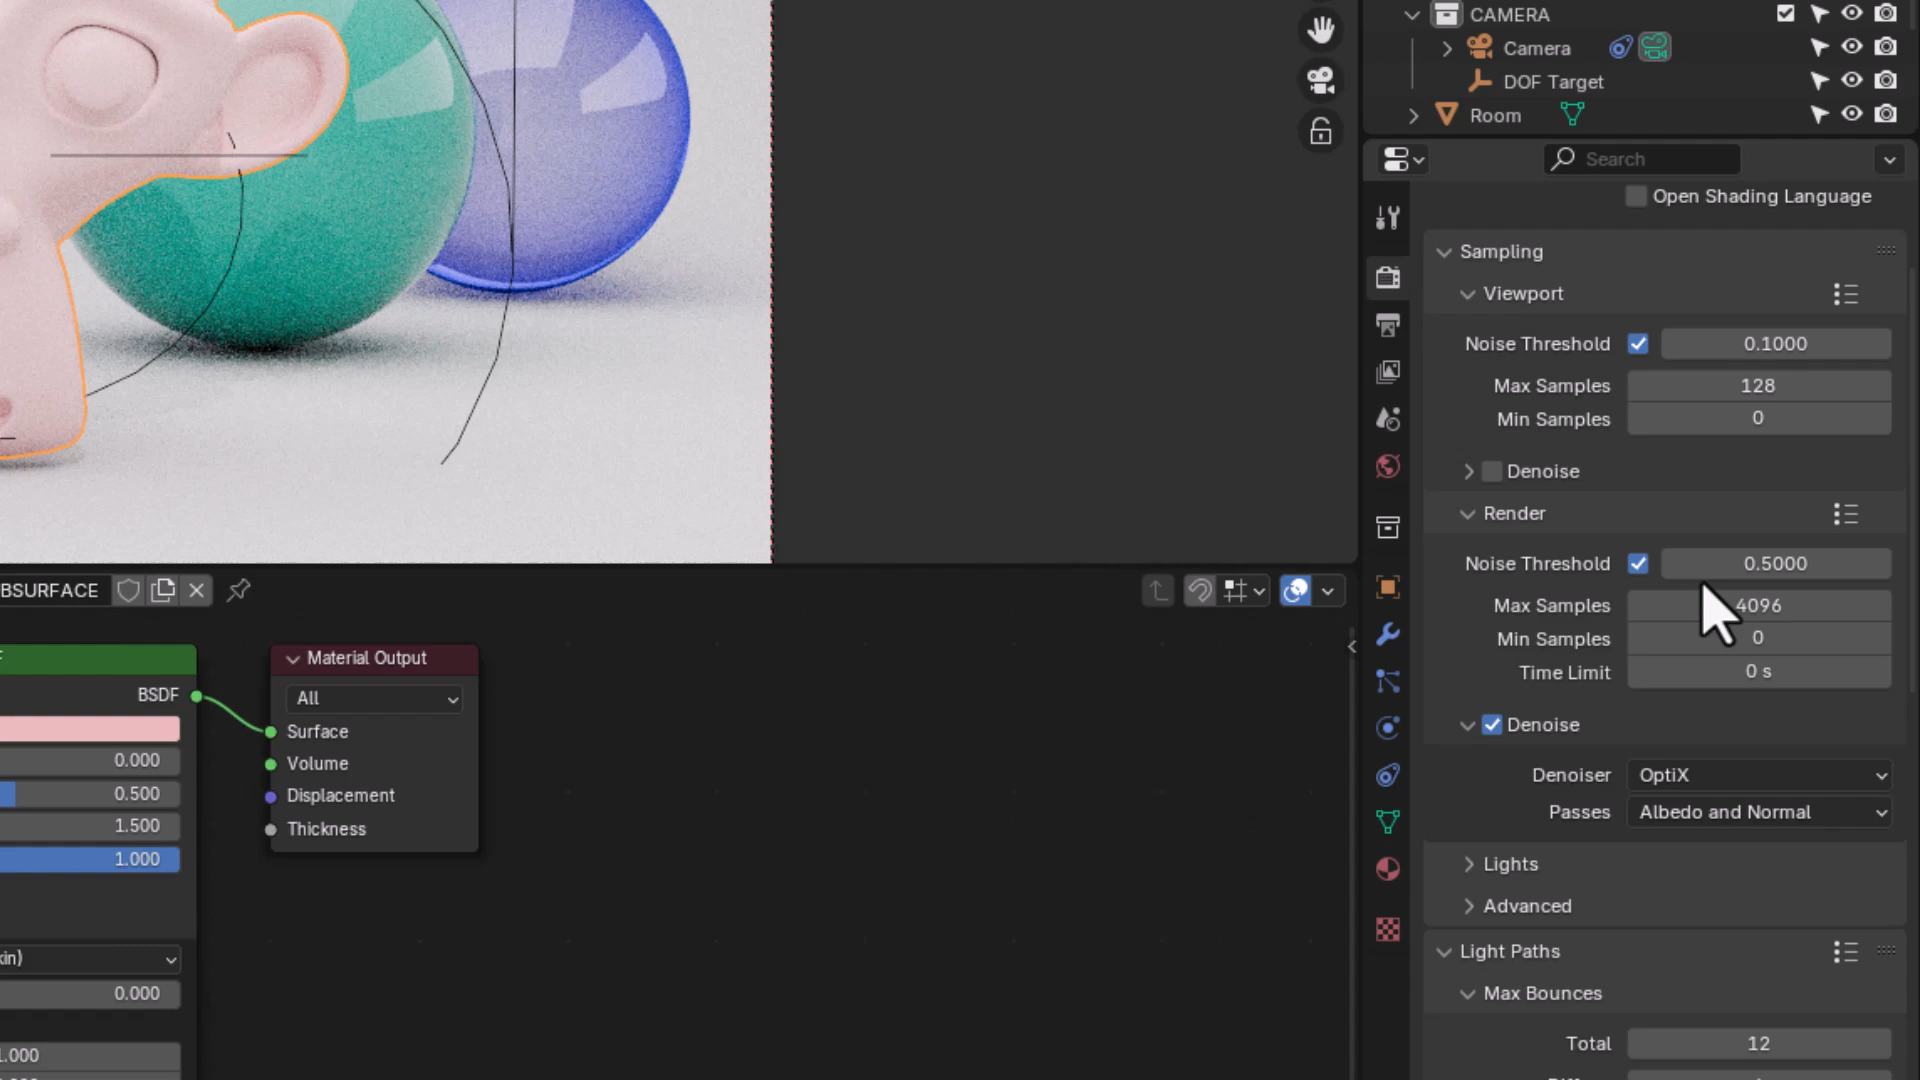 CAMERA
Camera
DOF Target
Room
Search
Open Shading Language
Sampling
Viewport
Noise Threshold 0.1000
Max Samples 128
Min Samples 0
Denoise
Render
Noise Threshold 0.5000
Max Samples 4096
Min Samples 0
Time Limit 0 s
Denoise
Denoiser OptiX
Passes Albedo and Normal
Lights
Advanced
Light Paths
Max Bounces
Total 12
BSURFACE
BSDF
0.000
0.500
1.500
1.000
kin)
0.000
1.000
Material Output
All
Surface
Volume
Displacement
Thickness